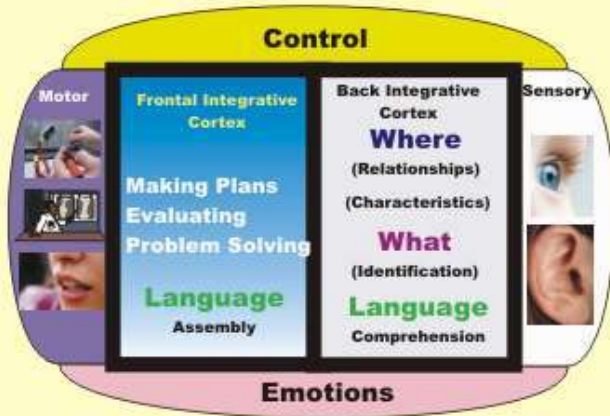 Control
Motor
Frontal Integrative
Cortex
Making Plans
Evaluating
Problem Solving
Language
Assembly
Back Integrative
Cortex
Where
(Relationships)
(Characteristics)
What
(Identification)
Language
Comprehension
Sensory
Emotions